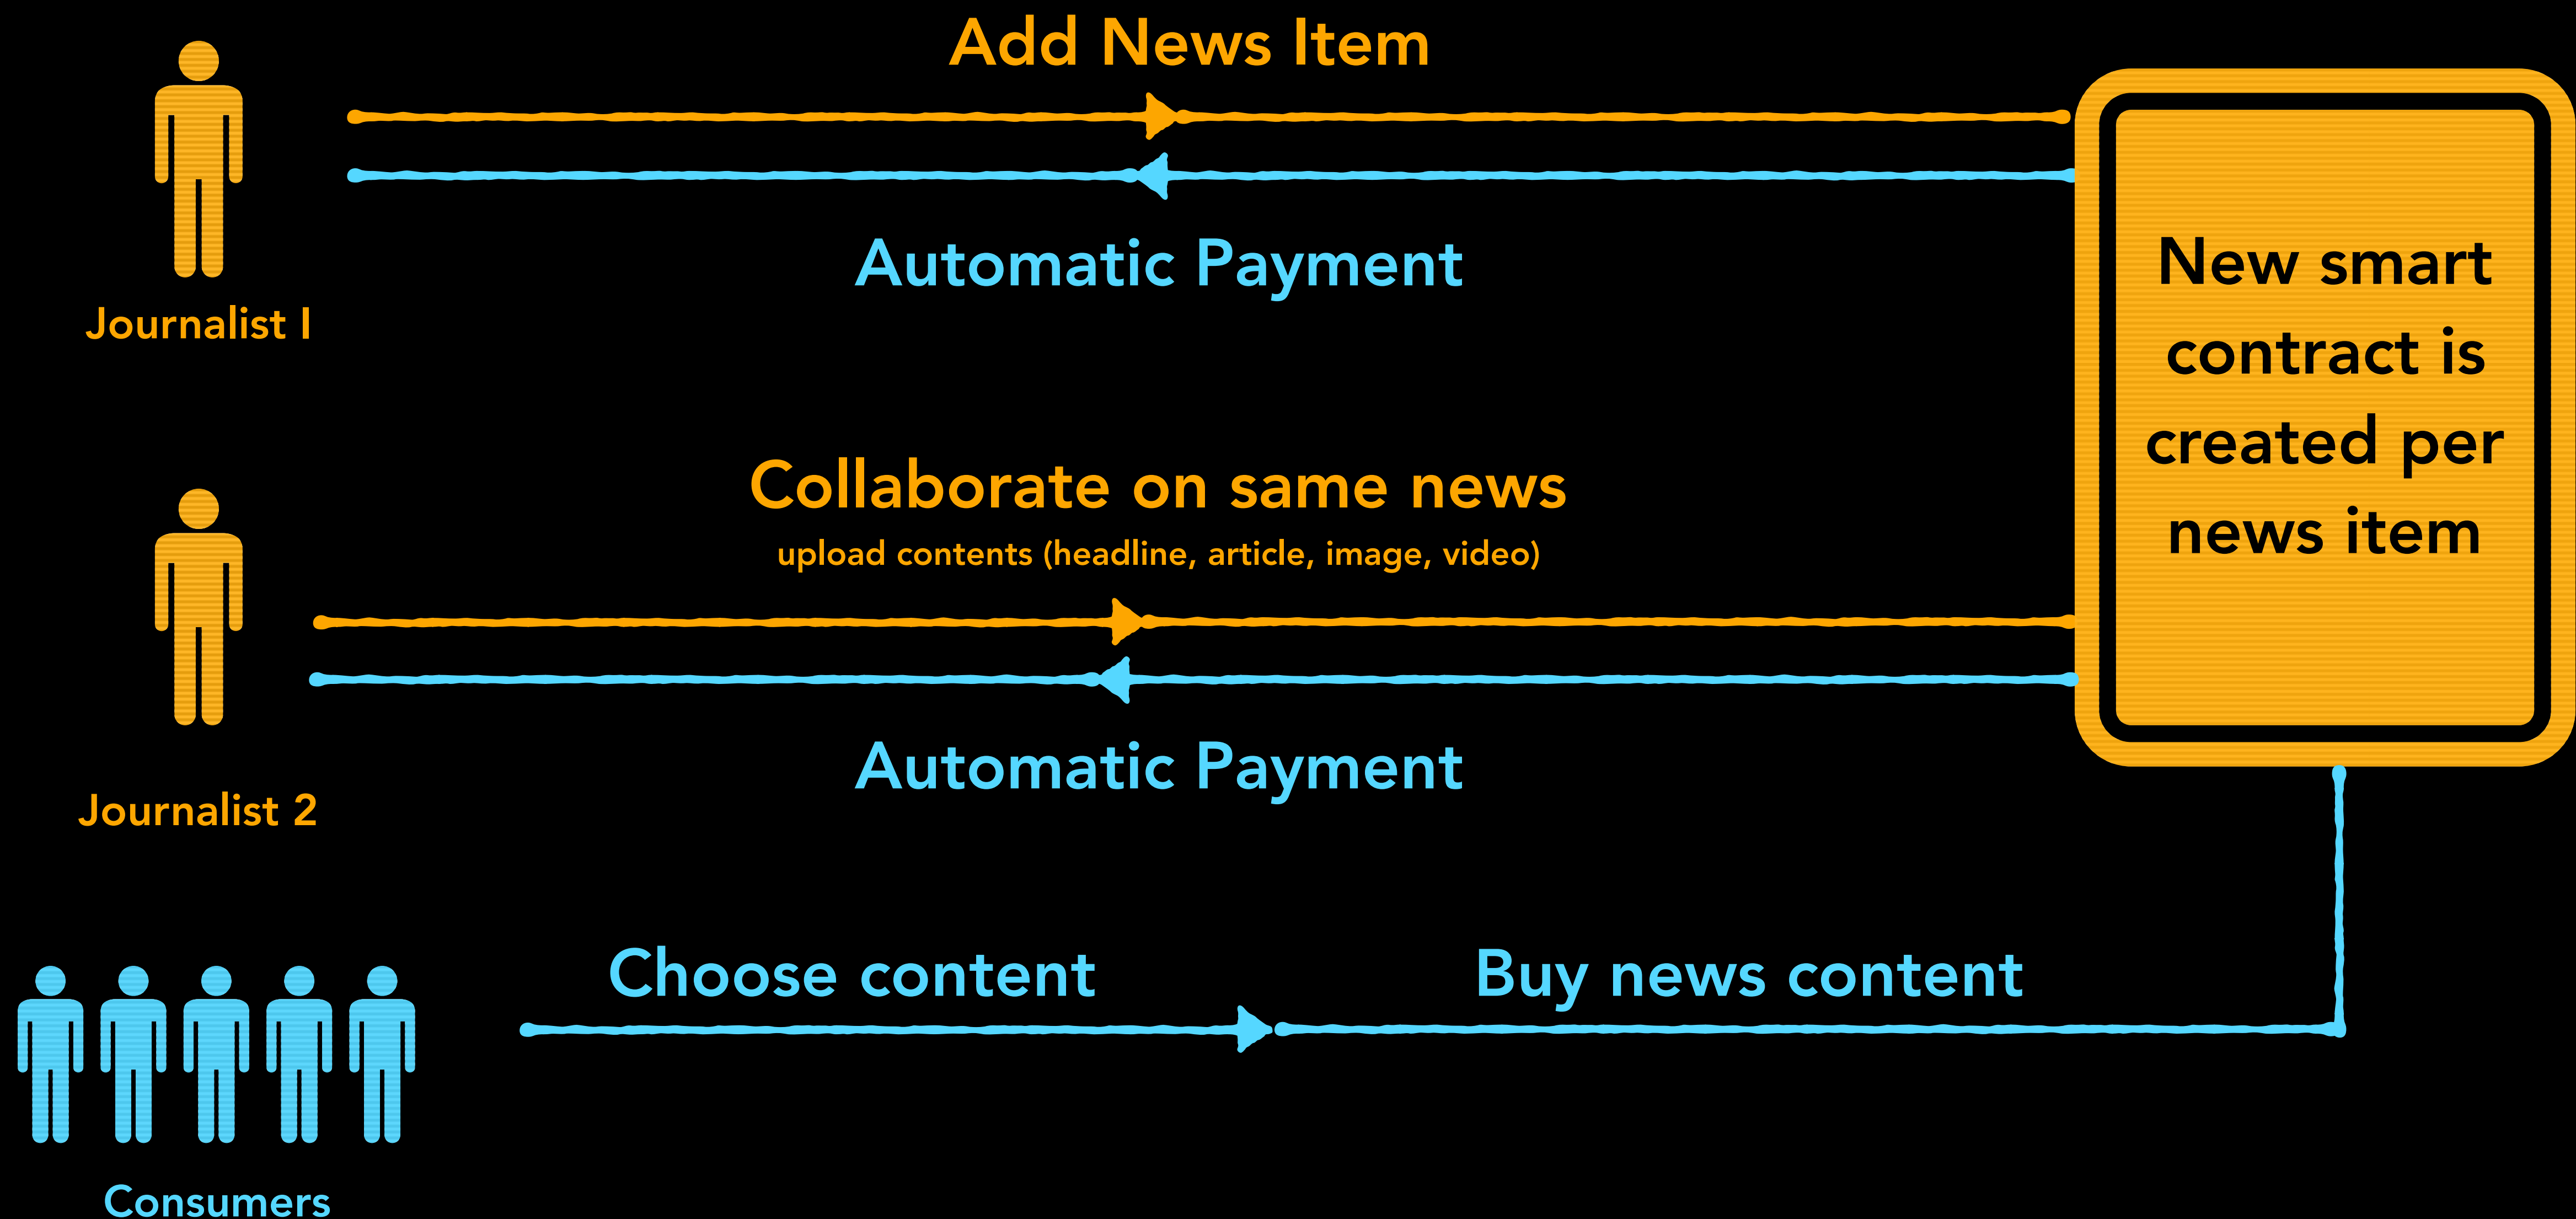 Add News Item
Automatic Payment
Journalist 1
New smart
contract is
created per
news item
Collaborate on same news
upload contents (headline, article, image, video)
Automatic Payment
Journalist 2
Choose content
Buy news content
Consumers